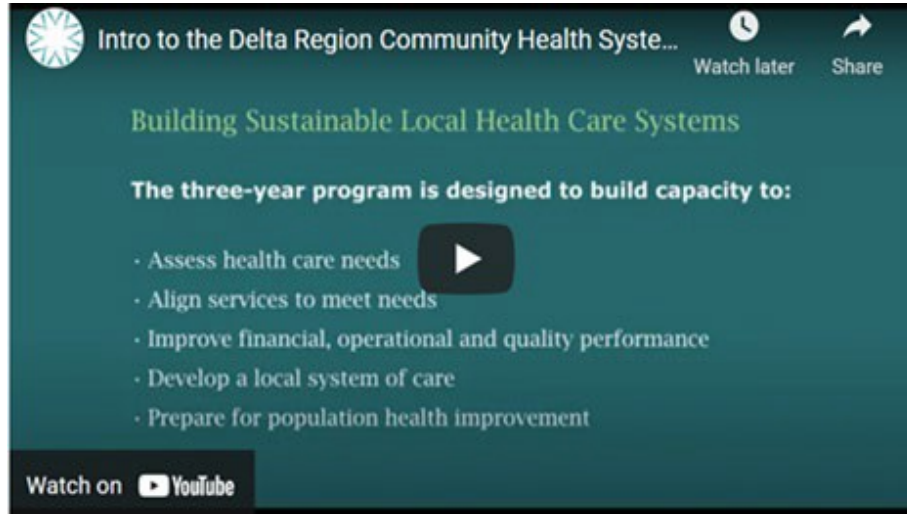 Intro to the Delta Region Community Health Syste...
Watch later
Share
Building Sustainable Local Health Care Systems
The three-year program is designed to build capacity to:
· Assess health care needs
· Align services to meet needs
· Improve financial, operational and quality performance
· Develop a local system of care
· Prepare for population health improvement
Watch on YouTube